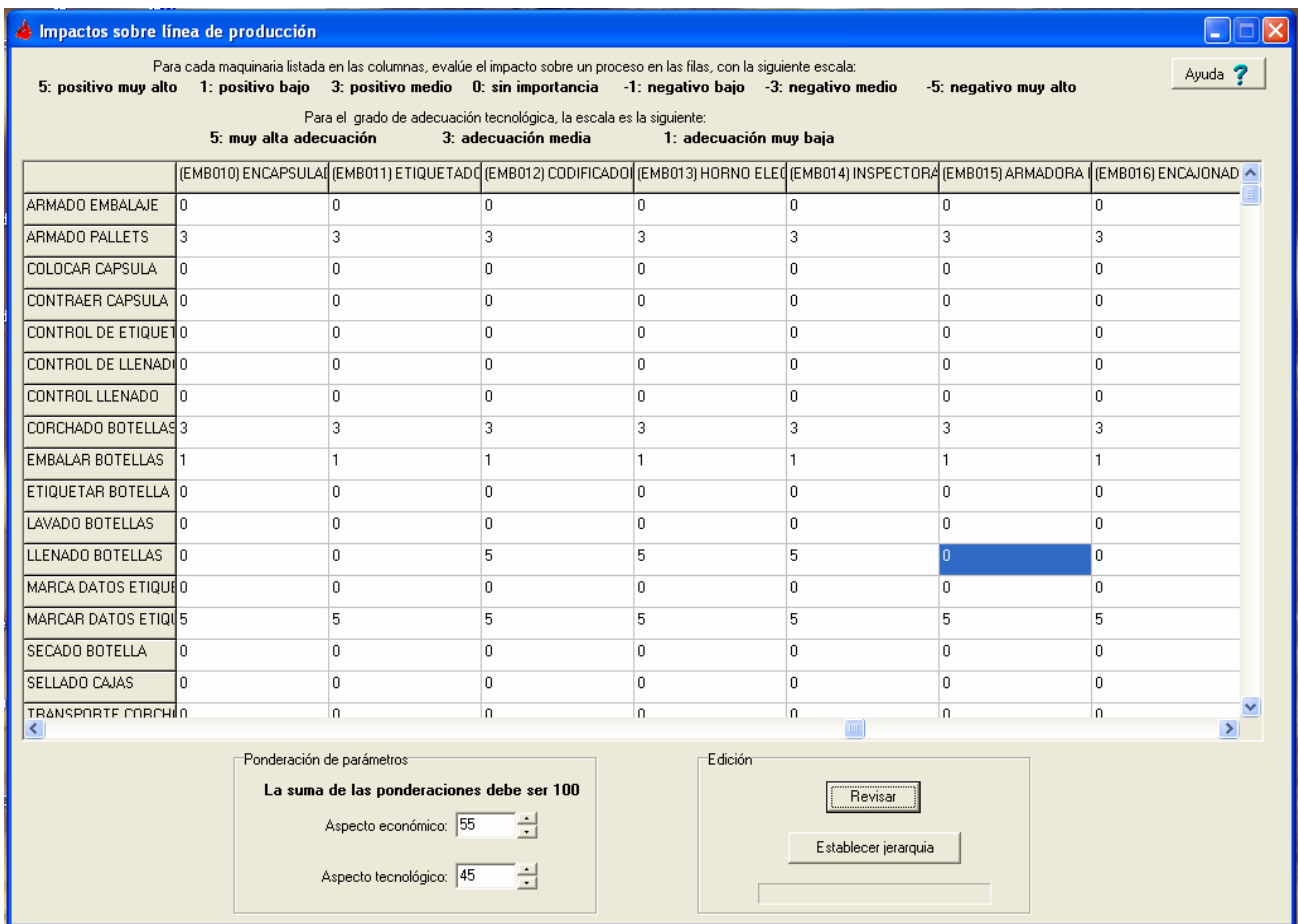 Impactos sobre línea de producción
Para cada maquinaria listada en las columnas, evalúe el impacto sobre un proceso en las filas, con la siguiente escala:
Ayuda ?
5: positivo muy alto 1: positivo bajo 3: positivo medio 0: sin importancia -1: negativo bajo -3: negativo medio -5: negativo muy alto
Para el grado de adecuación tecnológica, la escala es la siguiente:
5: muy alta adecuación 3: adecuación media 1: adecuación muy baja
(EMB010) ENCAPSULAD (EMB011) ETIQUETADO (EMB012) CODIFICADOR (EMB013) HORNO ELEC (EMB014) INSPECTORA (EMB015) ARMADORA (EMB016) ENCAJONAD
ARMADO EMBALAJE 0 0 0 0 0 0 0
ARMADO PALLETS 3 3 3 3 3 3 3
COLOCAR CAPSULA 0 0 0 0 0 0 0
CONTRAER CAPSULA 0 0 0 0 0 0 0
CONTROL DE ETIQUET 0 0 0 0 0 0 0
CONTROL DE LLENADO 0 0 0 0 0 0 0
CONTROL LLENADO 0 0 0 0 0 0 0
CORCHADO BOTELLAS 3 3 3 3 3 3 3
EMBALAR BOTELLAS 1 1 1 1 1 1 1
ETIQUETAR BOTELLA 0 0 0 0 0 0 0
LAVADO BOTELLAS 0 0 0 0 0 0 0
LLENADO BOTELLAS 0 0 5 5 5 0 0
MARCA DATOS ETIQUE 0 0 0 0 0 0 0
MARCAR DATOS ETIQU 5 5 5 5 5 5 5
SECADO BOTELLA 0 0 0 0 0 0 0
SELLADO CAJAS 0 0 0 0 0 0 0
TRANSPORTE CORCH 0 0 0 0 0 0 0
Ponderación de parámetros
La suma de las ponderaciones debe ser 100
Aspecto económico: 55
Aspecto tecnológico: 45
Edición
Revisar
Establecer jerarquia